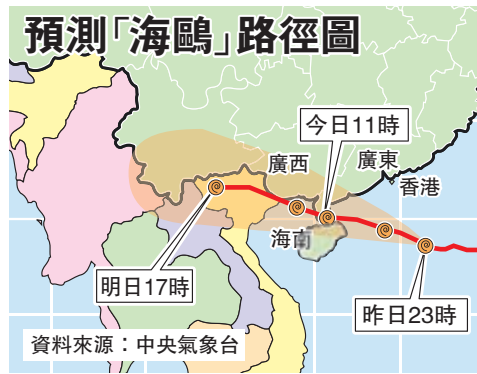 預測「海鷗」路徑圖
今日11時
廣西
廣東
香港
海南
明日17時
昨日23時
資料來源：中央氣象台